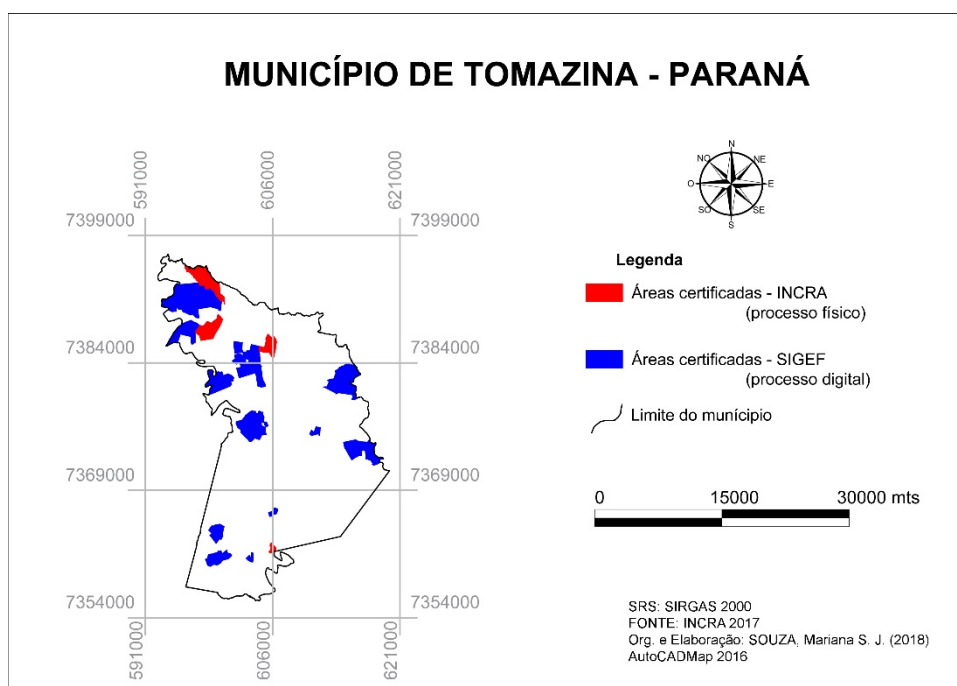 MUNICÍPIO DE TOMAZINA - PARANÁ
N
NO
NE
O
E
SO
SE
S
591000
606000
621000
7399000
7399000
7384000
7384000
7369000
7369000
7354000
7354000
591000
606000
621000
Legenda
Áreas certificadas - INCRA
(processo físico)
Áreas certificadas - SIGEF
(processo digital)
Limite do munícipio
0 15000 30000 mts
SRS: SIRGAS 2000
FONTE: INCRA 2017
Org. e Elaboração: SOUZA, Mariana S. J. (2018)
AutoCADMap 2016